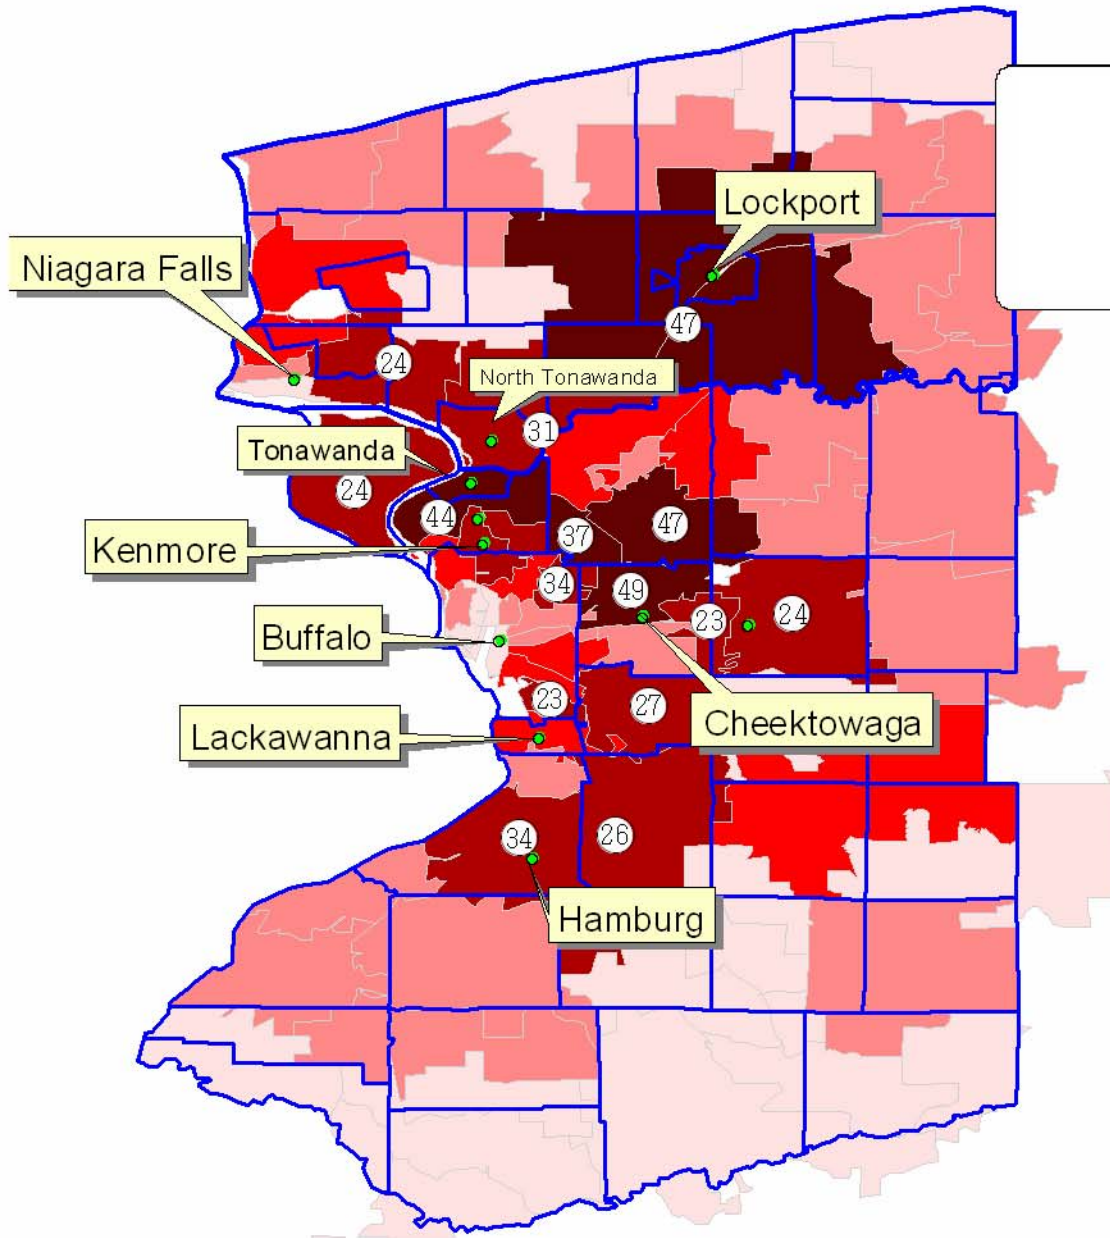 Lockport
Niagara Falls
47
24
North Tonawanda
31
Tonawanda
24
44
37
47
Kenmore
34
49
23
24
Buffalo
23
27
Lackawanna
Cheektowaga
34
26
Hamburg